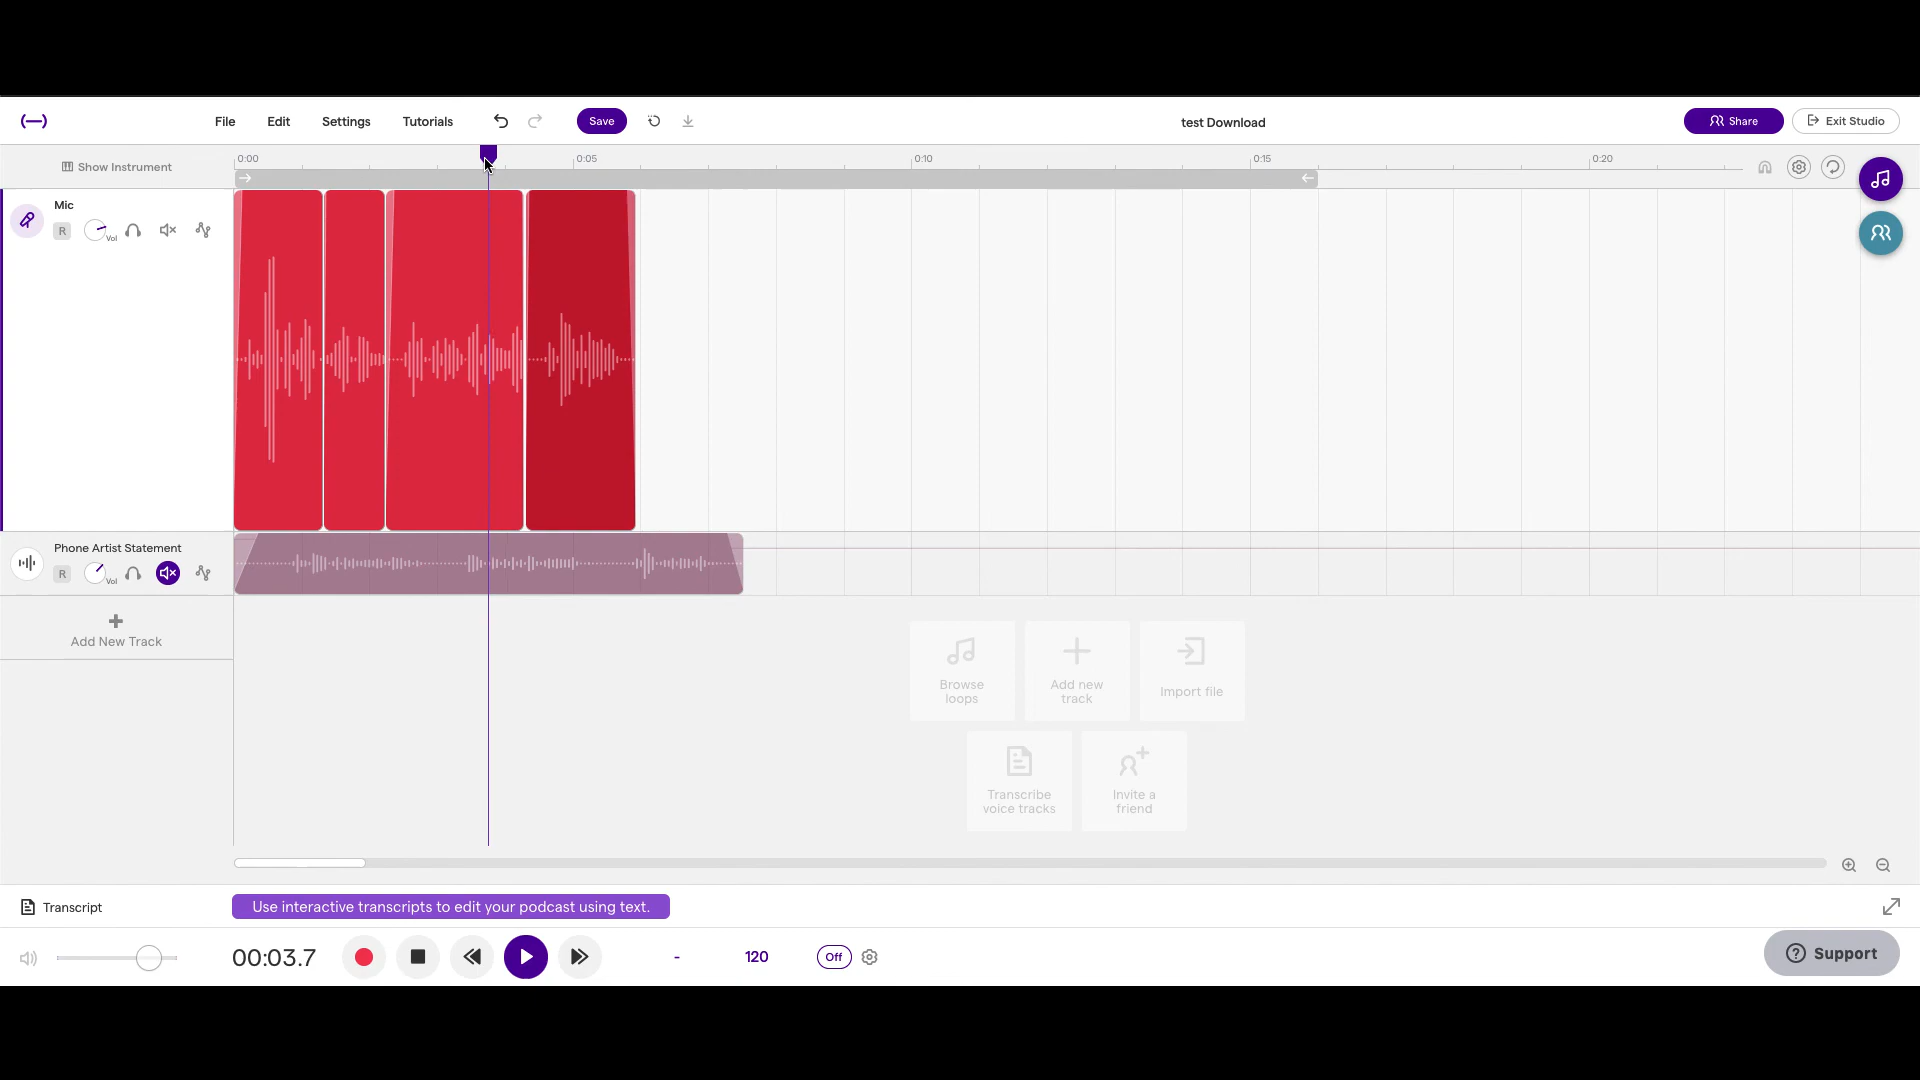 File Edit Settings Tutorials Save test Download Share Exit Studio
Show Instrument 0:00 0:05 0:10 0:15 0:20
Mic
R Vol
Phone Artist Statement
R Vol
Add New Track
Browse
loops
Add new
track
Import file
Transcribe
voice tracks
Invite a
friend
Transcript Use interactive transcripts to edit your podcast using text.
00:03.7 - 120 Off Support